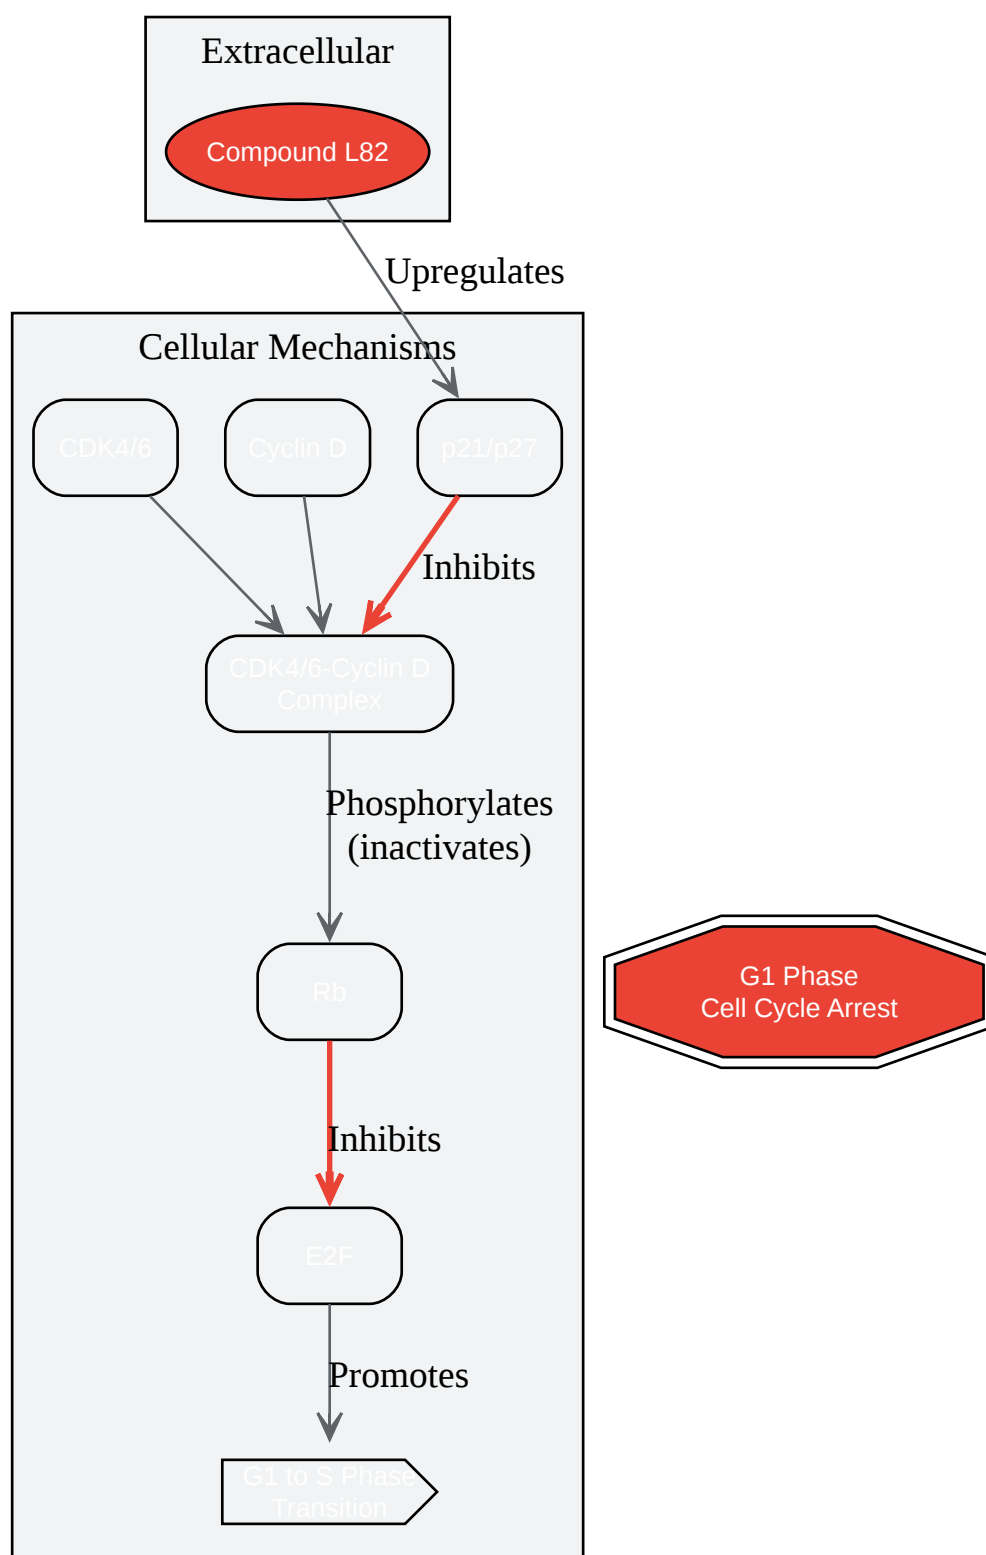 Extracellular
Compound L82
Upregulates
Cellular Mechanisms
CDK4/6
Cyclin D
p21/p27
Inhibits
CDK4/6-Cyclin D
Complex
Phosphorylates
(inactivates)
Rb
G1 Phase
Cell Cycle Arrest
Inhibits
E2F
Promotes
G1 to S Phase
Transition